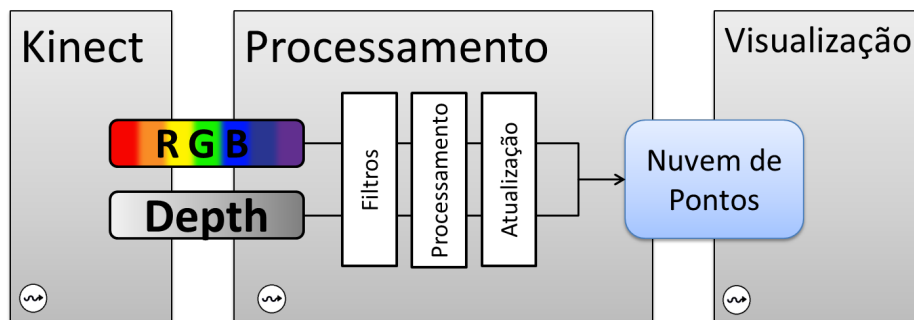 Kinect
Processamento
Visualização
RGB
Depth
Filtros
Processamento
Atualização
Nuvem de
Pontos